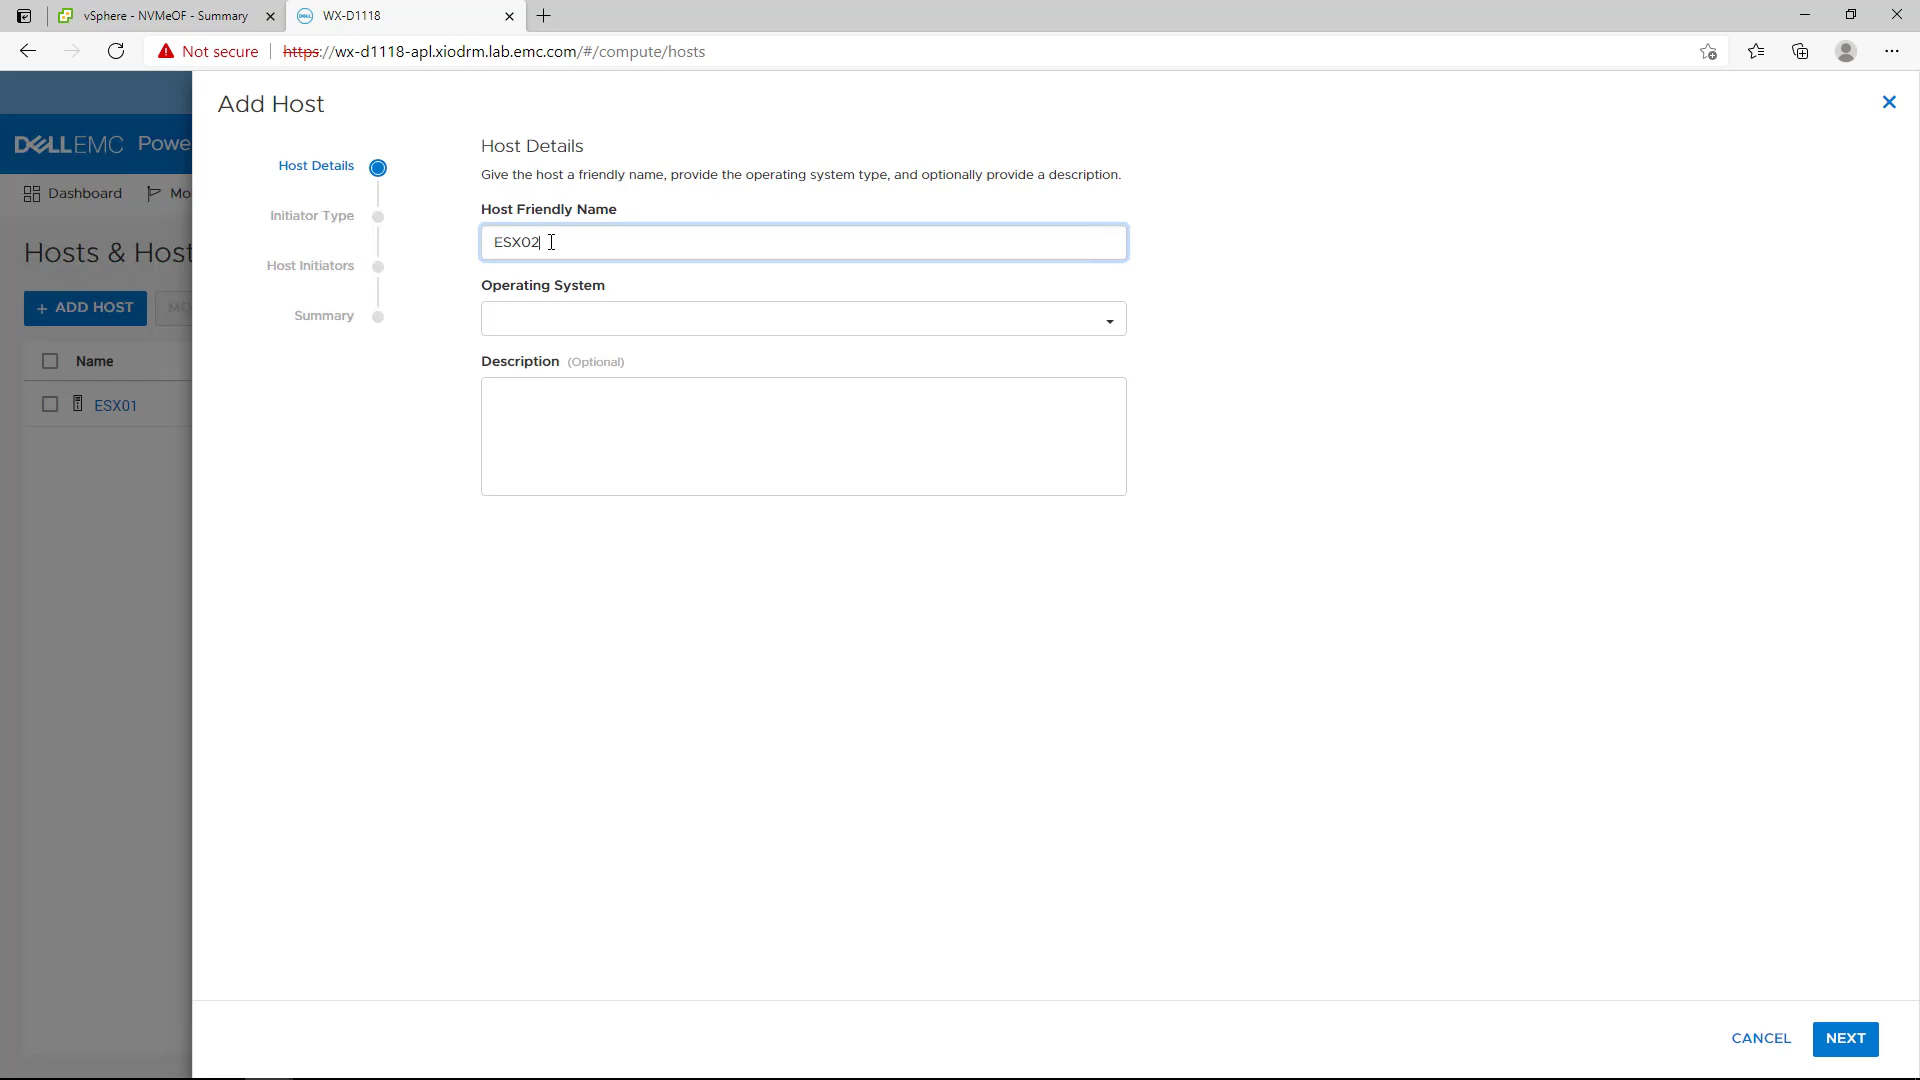 vSphere - NVMeOF - Summary
WX-D1118
Not secure https://wx-d1118-apl.xiodrm.lab.emc.com/#/compute/hosts
DELLEMC Powe
Dashboard Mo
Hosts & Host
+ ADD HOST MO
Name
ESX01
Add Host
Host Details
Initiator Type
Host Initiators
Summary
Host Details
Give the host a friendly name, provide the operating system type, and optionally provide a description.
Host Friendly Name
ESX02
Operating System
Description (Optional)
CANCEL NEXT